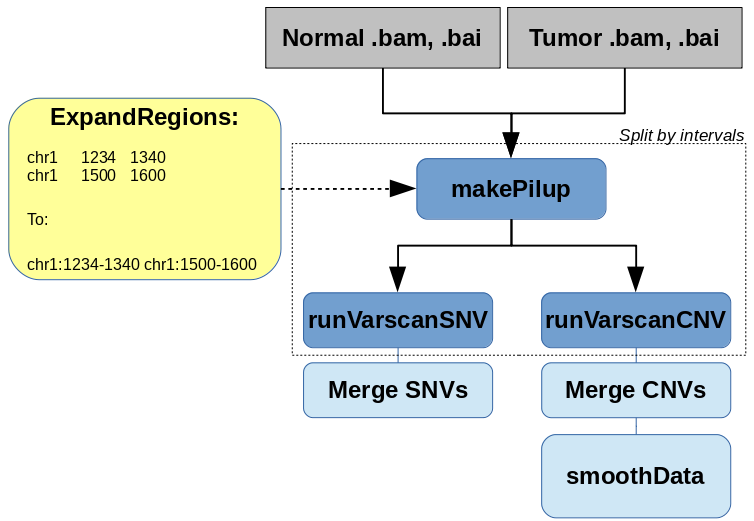 Normal .bam, .bai
Tumor .bam, .bai
ExpandRegions:
chr1 1234 1340
chr1 1500 1600
To:
chr1:1234-1340 chr1:1500-1600
Split by intervals
makePilup
runVarscanSNV
runVarscanCNV
Merge SNVs
Merge CNVs
smoothData